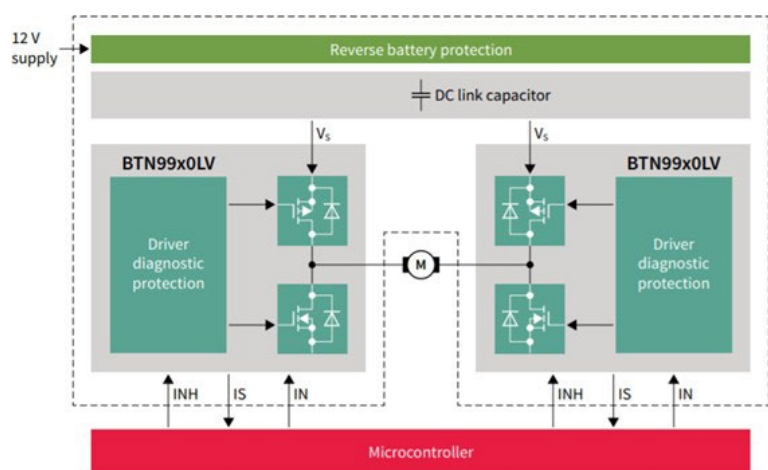 12 V
supply
Reverse battery protection
DC link capacitor
Vs
Vs
BTN99x0LV
BTN99x0LV
Driver
diagnostic
protection
M
Driver
diagnostic
protection
INH
IS
IN
INH
IS
IN
Microcontroller